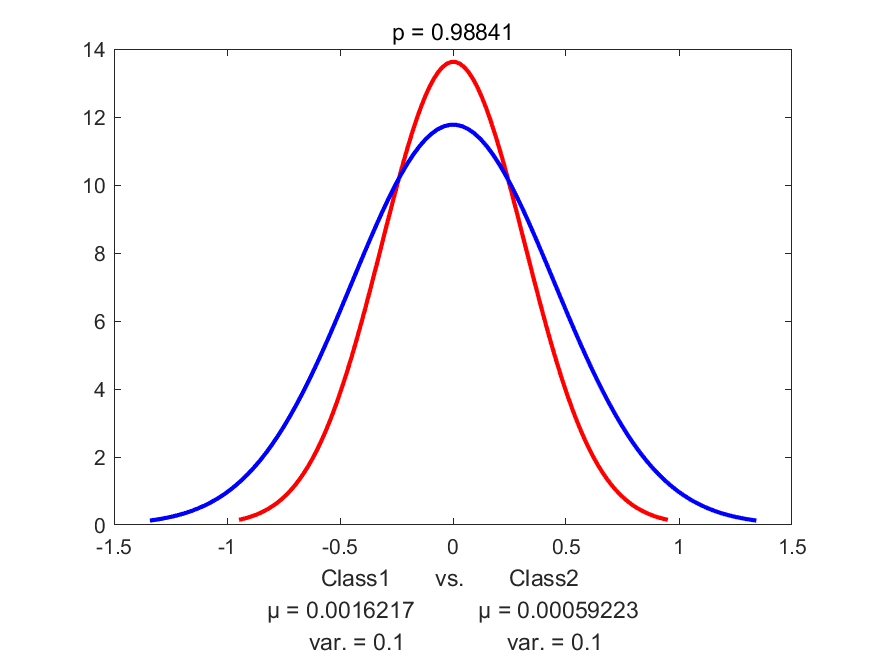 p = 0.98841
14
12
10
8
6
4
2
0
-1.5 -1 -0.5 0 0.5 1 1.5
Class1 vs. Class2
μ = 0.0016217 μ = 0.00059223
var. = 0.1 var. = 0.1